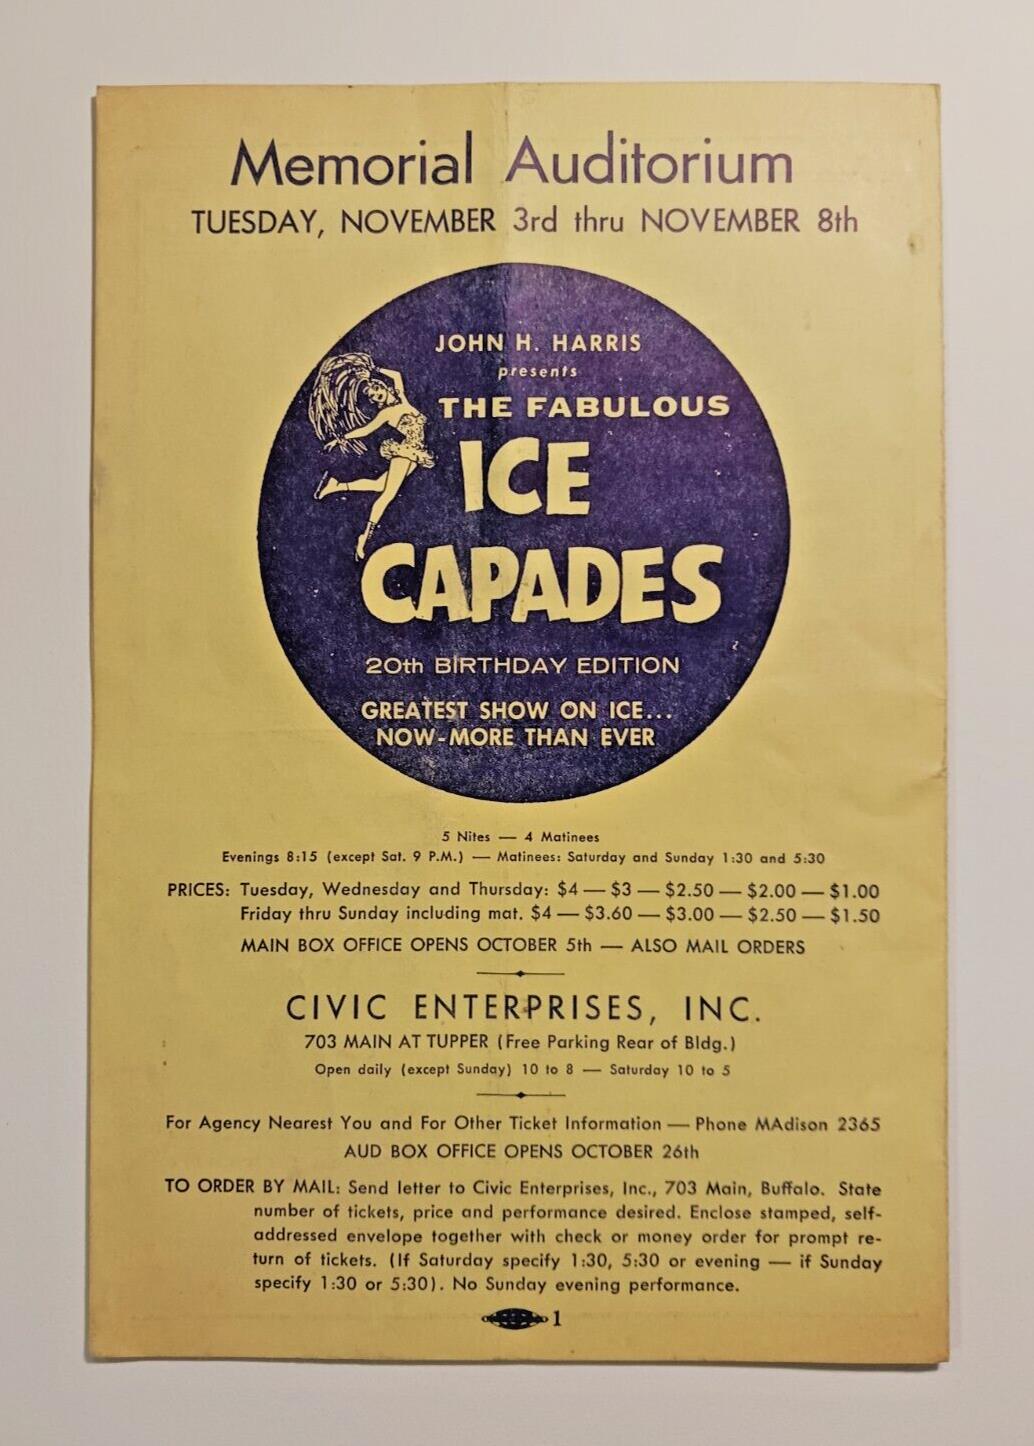 Memorial Auditorium
TUESDAY, NOVEMBER 3rd thru NOVEMBER 8th
JOHN H. HARRIS
presents
THE FABULOUS
ICE
CAPADES
20th BIRTHDAY EDITION
GREATEST SHOW ON ICE...
NOW-MORE THAN EVER
5 Nites — 4 Matinees
Evenings 8:15 (except Sat. 9 P.M.) — Matinees: Saturday and Sunday 1:30 and 5:30
PRICES: Tuesday, Wednesday and Thursday: $4 — $3 — $2.50 — $2.00 — $1.00
Friday thru Sunday including mat. $4 — $3.60 — $3.00 — $2.50 — $1.50
MAIN BOX OFFICE OPENS OCTOBER 5th — ALSO MAIL ORDERS
CIVIC ENTERPRISES, INC.
703 MAIN AT TUPPER (Free Parking Rear of Bldg.)
Open daily (except Sunday) 10 to 8 — Saturday 10 to 5
For Agency Nearest You and For Other Ticket Information — Phone MAdison 2365
AUD BOX OFFICE OPENS OCTOBER 26th
TO ORDER BY MAIL: Send letter to Civic Enterprises, Inc., 703 Main, Buffalo. State
number of tickets, price and performance desired. Enclose stamped, self-
addressed envelope together with check or money order for prompt re-
turn of tickets. (If Saturday specify 1:30, 5:30 or evening — if Sunday
specify 1:30 or 5:30). No Sunday evening performance.
1